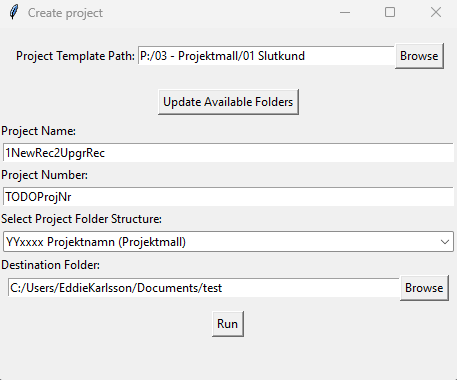 Create project
Project Template Path: P:/03 - Projektmall/01 Slutkund Browse
Update Available Folders
Project Name:
1NewRec2UpgrRec
Project Number:
TODOProjNr
Select Project Folder Structure:
YYxxxx Projektnamn (Projektmall)
Destination Folder:
C:/Users/EddieKarlsson/Documents/test Browse
Run